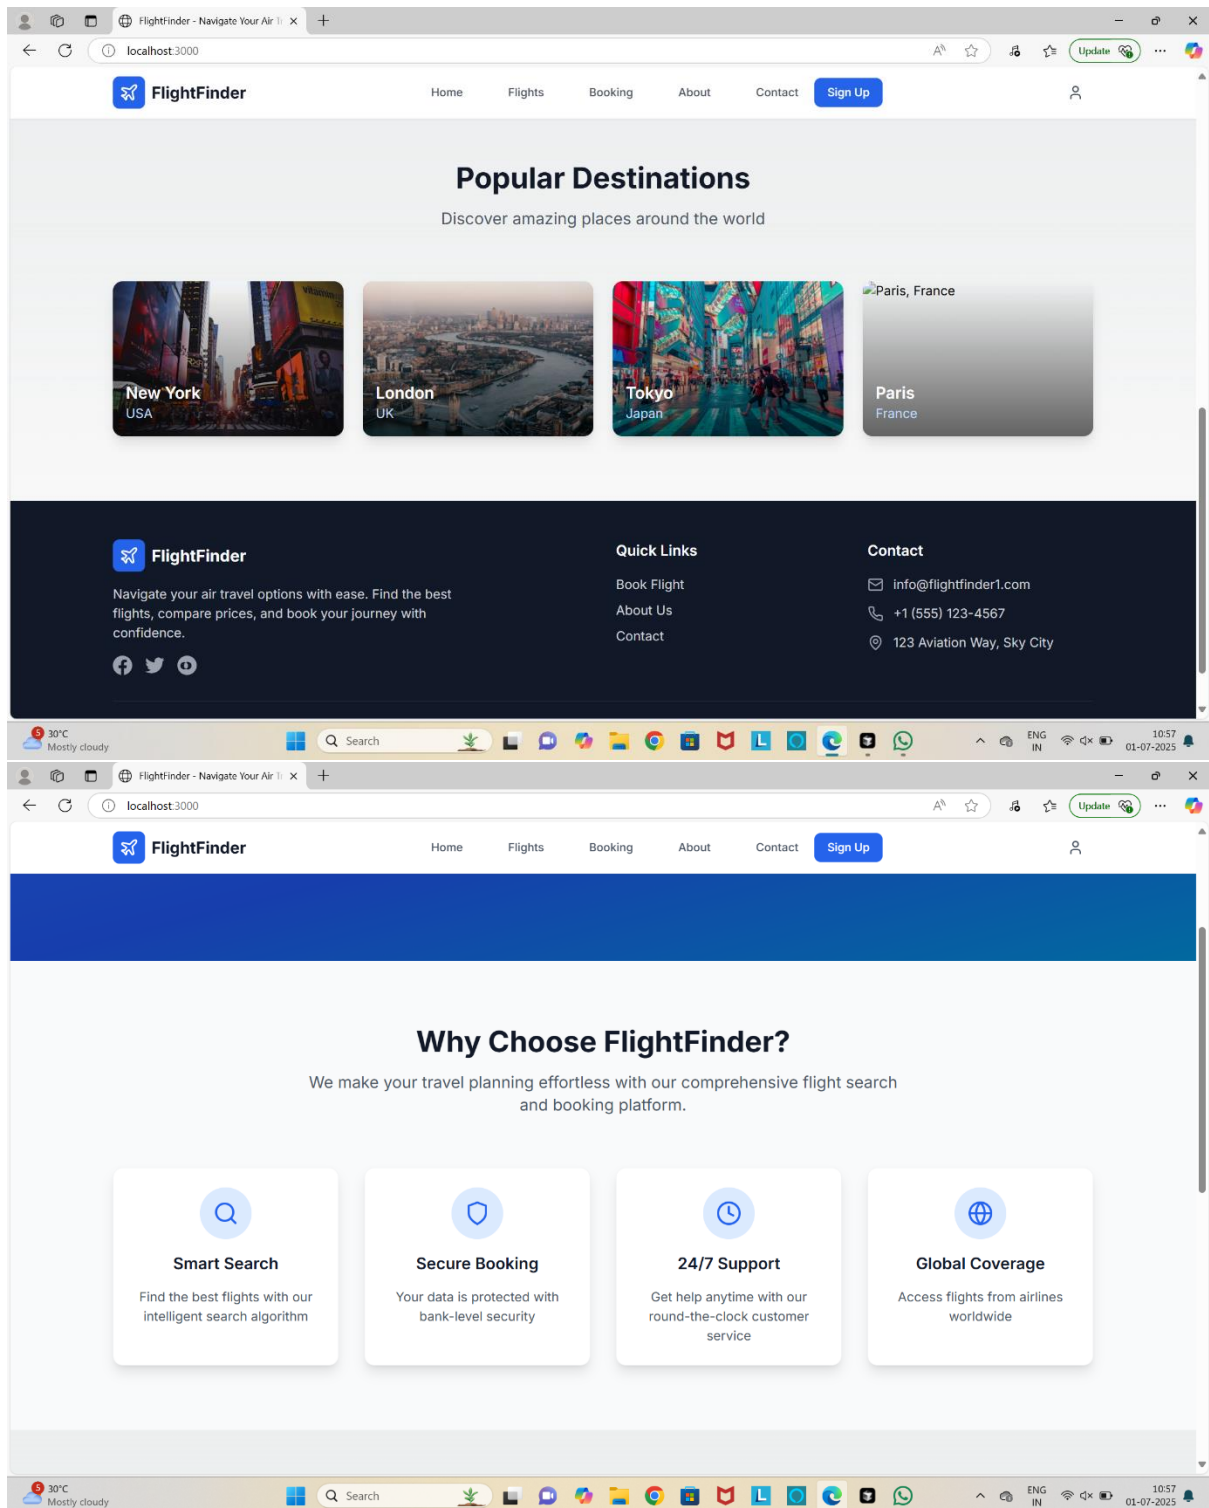 FlightFinder - Navigate Your Air Tr
localhost:3000
Update
FlightFinder
Home
Flights
Booking
About
Contact
Sign Up
Popular Destinations
Discover amazing places around the world
vitamin
New York
USA
London
UK
Tokyo
Japan
Paris, France
Paris
France
FlightFinder
Navigate your air travel options with ease. Find the best
flights, compare prices, and book your journey with
confidence.
Quick Links
Book Flight
About Us
Contact
Contact
info@flightfinder1.com
+1 (555) 123-4567
123 Aviation Way, Sky City
5
30°C
Mostly cloudy
Search
L
ENG
IN
10:57
01-07-2025
FlightFinder - Navigate Your Air Tr
localhost:3000
Update
FlightFinder
Home
Flights
Booking
About
Contact
Sign Up
Why Choose FlightFinder?
We make your travel planning effortless with our comprehensive flight search
and booking platform.
Smart Search
Find the best flights with our
intelligent search algorithm
Secure Booking
Your data is protected with
bank-level security
24/7 Support
Get help anytime with our
round-the-clock customer
service
Global Coverage
Access flights from airlines
worldwide
5
30°C
Mostly cloudy
Search
L
ENG
IN
10:57
01-07-2025